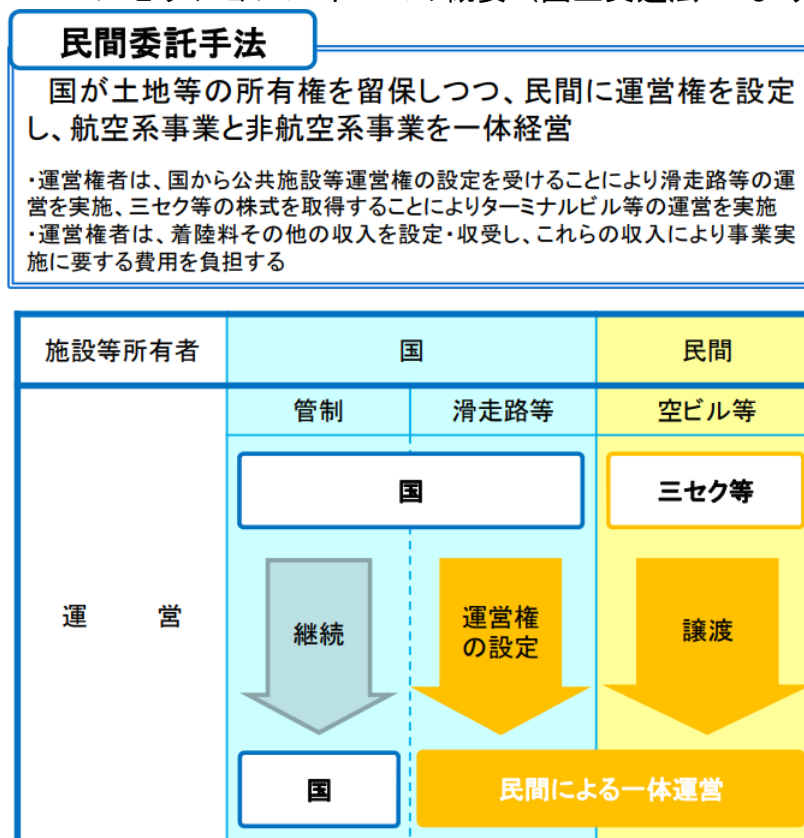 民間委託手法
国が土地等の所有権を留保しつつ、民間に運営権を設定
し、航空系事業と非航空系事業を一体経営
・運営権者は、国から公共施設等運営権の設定を受けることにより滑走路等の運
営を実施、三セク等の株式を取得することによりターミナルビル等の運営を実施
・運営権者は、着陸料その他の収入を設定・収受し、これらの収入により事業実
施に要する費用を負担する
施設等所有者 国 民間
管制 滑走路等 空ビル等
国 三セク等
運 営
継続 運営権 譲渡
の設定
国 民間による一体運営